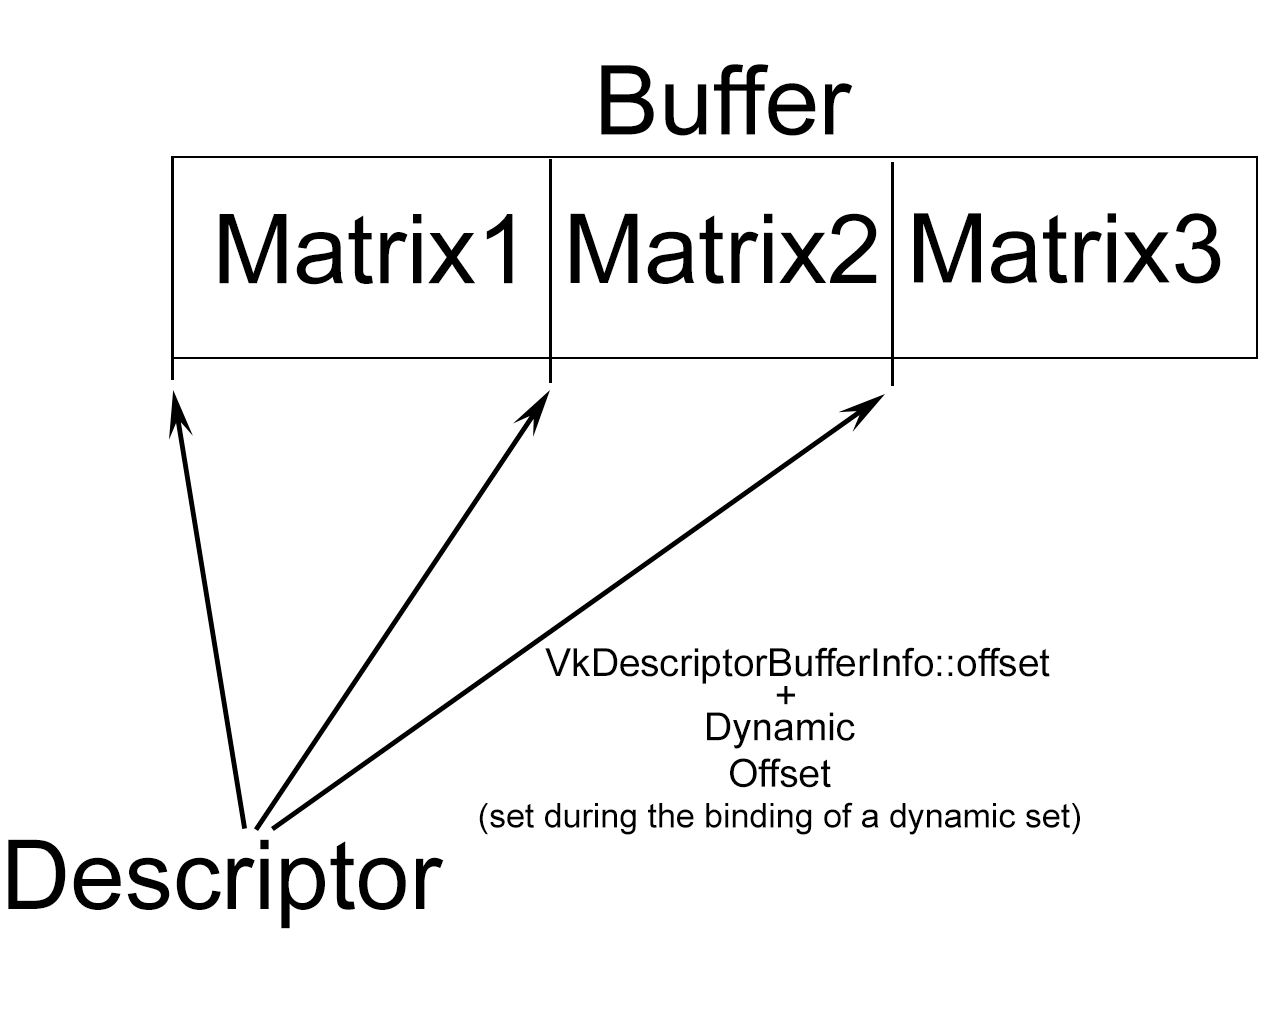 Buffer
Matrix1 Matrix2 Matrix3
VkDescriptorBufferInfo::offset
+
Dynamic
Offset
(set during the binding of a dynamic set)
Descriptor